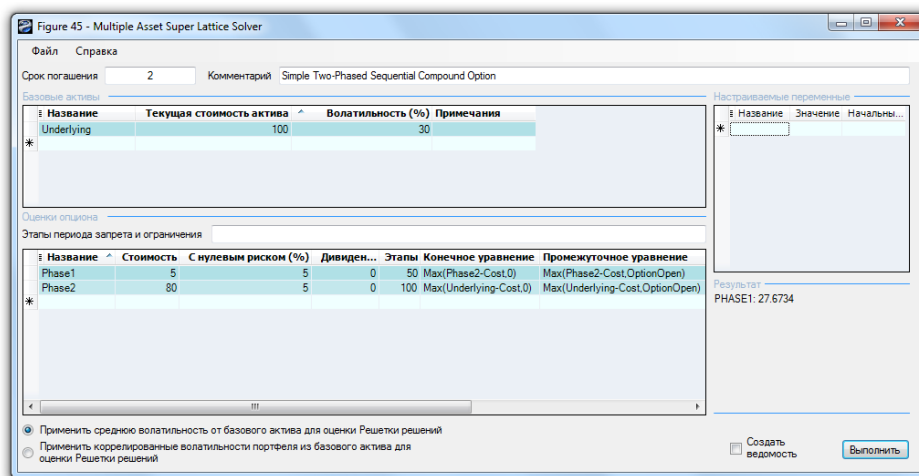 Figure 45 - Multiple Asset Super Lattice Solver
Файл Справка
Срок погашения 2 Комментарий Simple Two-Phased Sequential Compound Option
Базовые активы
Название Текущая стоимость актива Волатильность (%) Примечания
Underlying 100 30
Настраиваемые переменные
Название Значение Начальны...
Оценки опциона
Этапы периода запрета и ограничения
Название Стоимость С нулевым риском (%) Дивиден... Этапы Конечное уравнение Промежуточное уравнение
Phase1 5 5 0 50 Max(Phase2-Cost,0) Max(Phase2-Cost,OptionOpen)
Phase2 80 5 0 100 Max(Underlying-Cost,0) Max(Underlying-Cost,OptionOpen)
Результат
PHASE1: 27.6734
Применить среднюю волатильность от базового актива для оценки Решетки решений
Применить коррелированные волатильности портфеля из базового актива для
оценки Решетки решений
Создать
ведомость
Выполнить